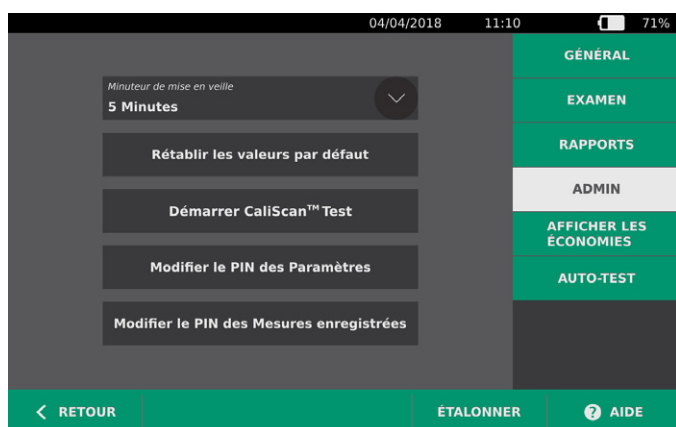 04/04/2018 11:10 71%
GÉNÉRAL
Minuteur de mise en veille
5 Minutes
EXAMEN
Rétablir les valeurs par défaut
RAPPORTS
Démarrer CaliScan™ Test
ADMIN
AFFICHER LES
ÉCONOMIES
Modifier le PIN des Paramètres
AUTO-TEST
Modifier le PIN des Mesures enregistrées
RETOUR
ÉTALONNER
? AIDE